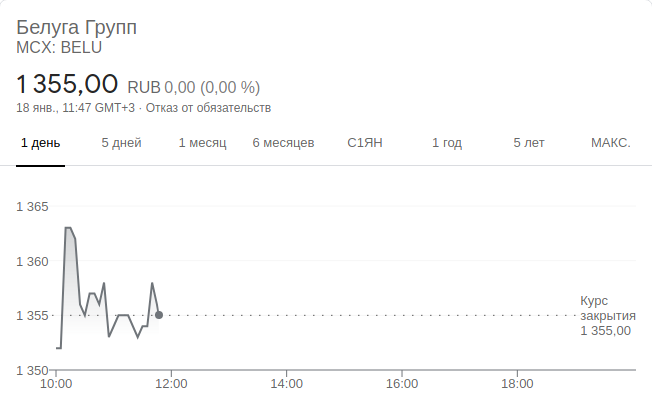 Белуга Групп
MCX: BELU
1 355,00 RUB 0,00 (0,00 %)
18 янв., 11:47 GMT+3 · Отказ от обязательств
1 день 5 дней 1 месяц 6 месяцев С1ЯН 1 год 5 лет МАКС.
1 365
1 360
1 355
1 350
Курс
закрытия
1 355,00
10:00 12:00 14:00 16:00 18:00